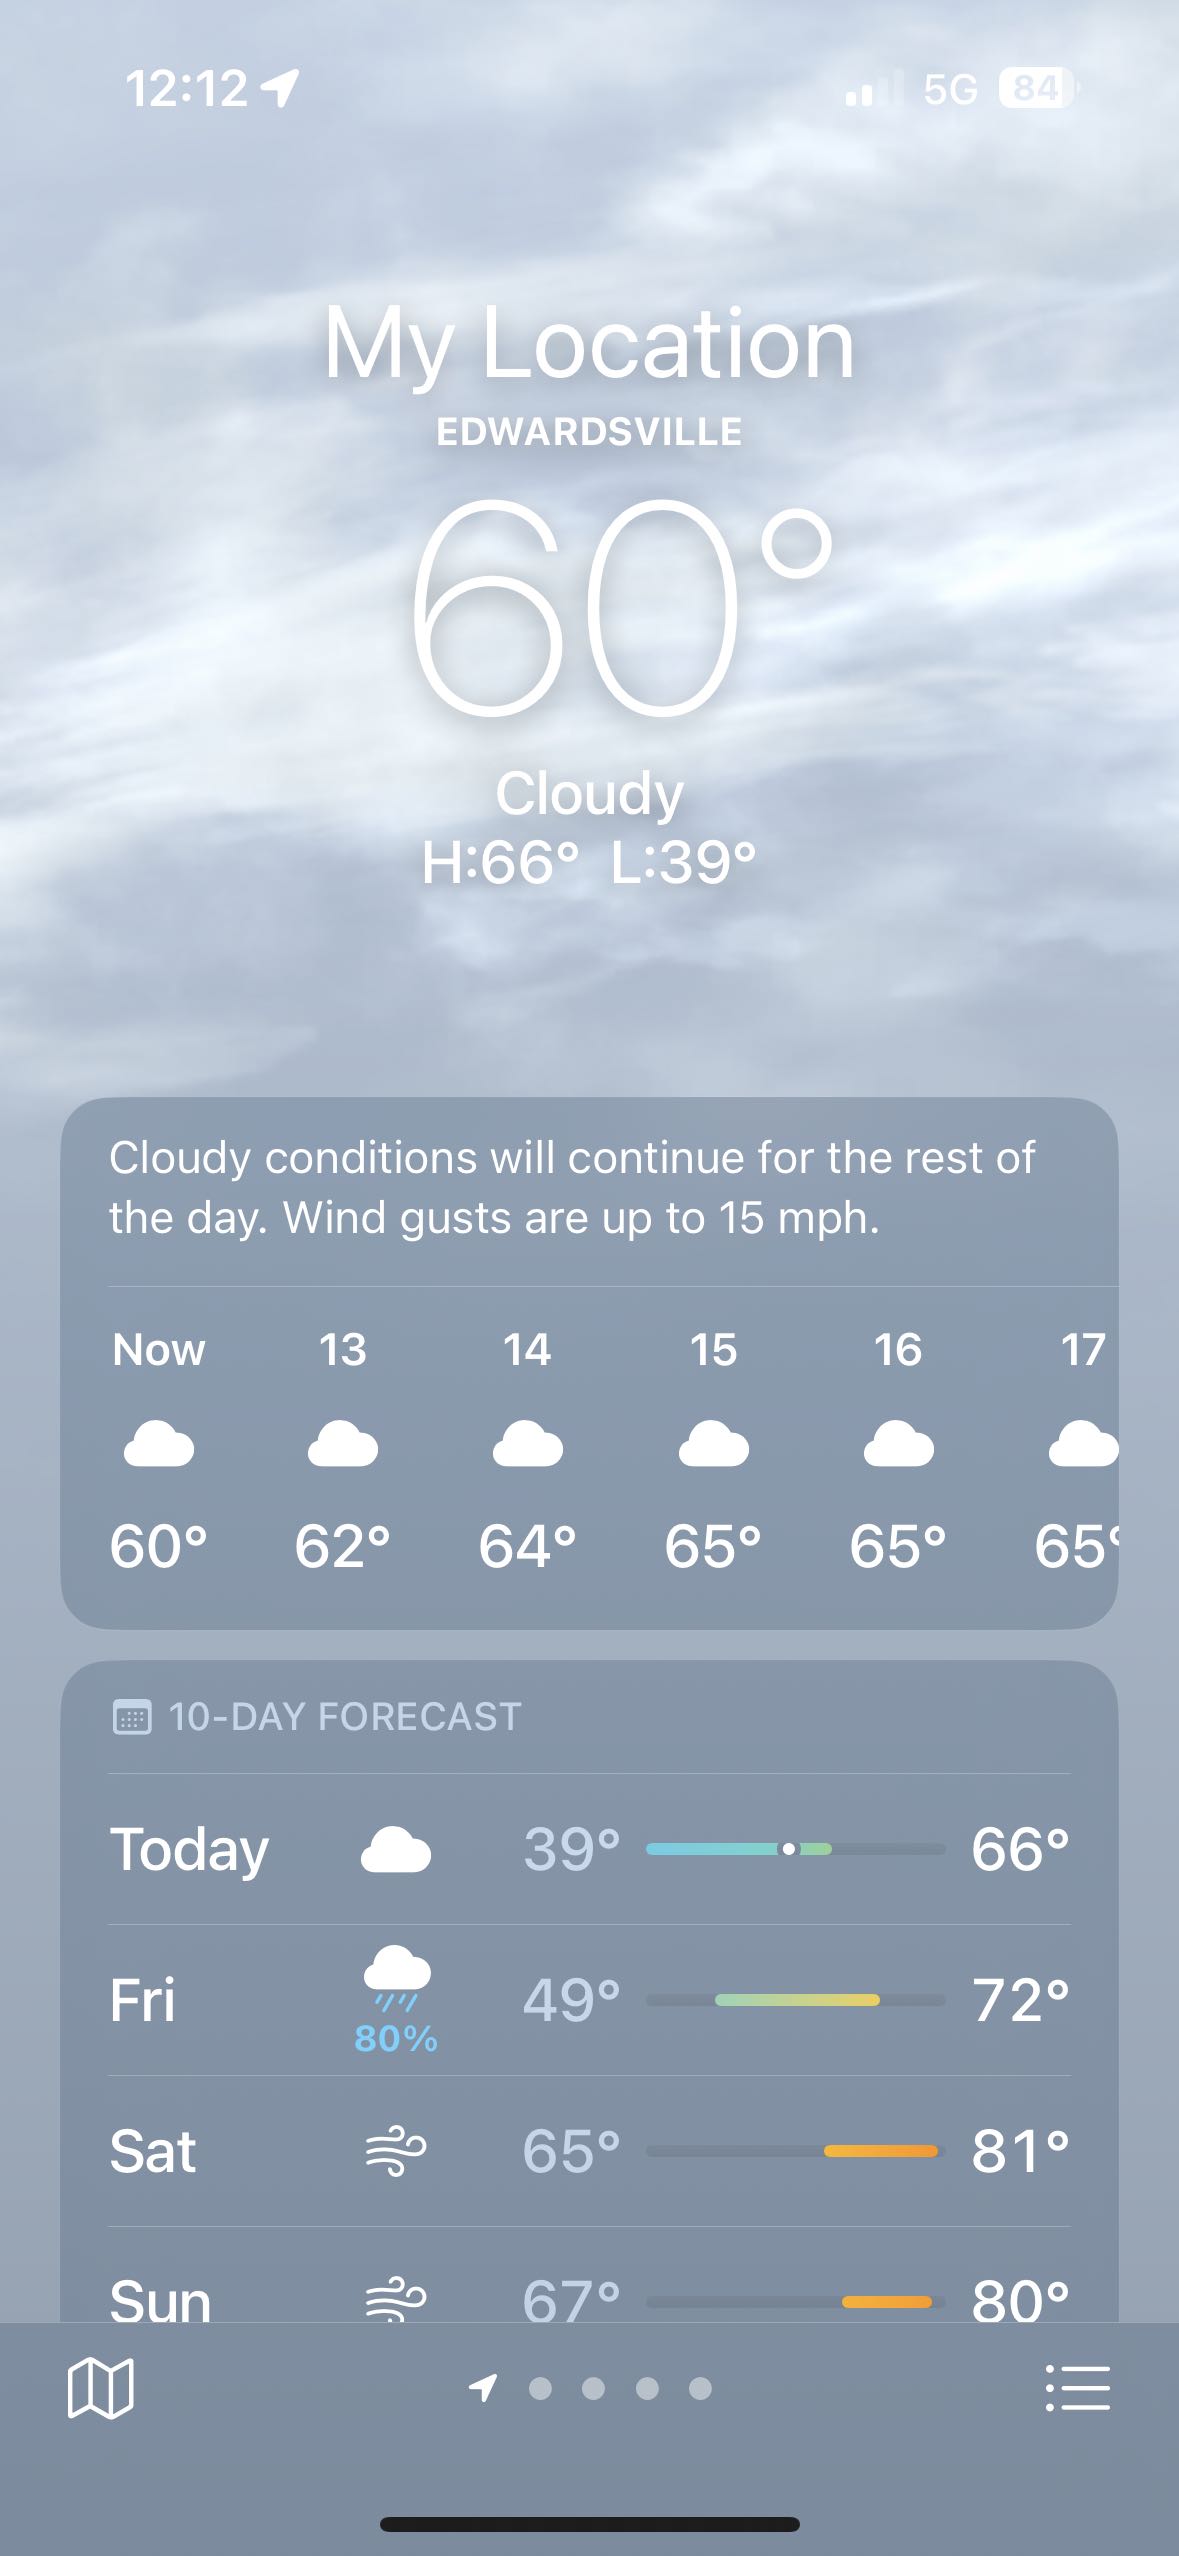 12:12 5G 84
My Location
EDWARDSVILLE
60°
Cloudy
H:66° L:39°
Cloudy conditions will continue for the rest of
the day. Wind gusts are up to 15 mph.
Now 13 14 15 16 17
60° 62° 64° 65° 65° 65°
10-DAY FORECAST
Today 39° 66°
Fri 80% 49° 72°
Sat 65° 81°
Sun 67° 80°